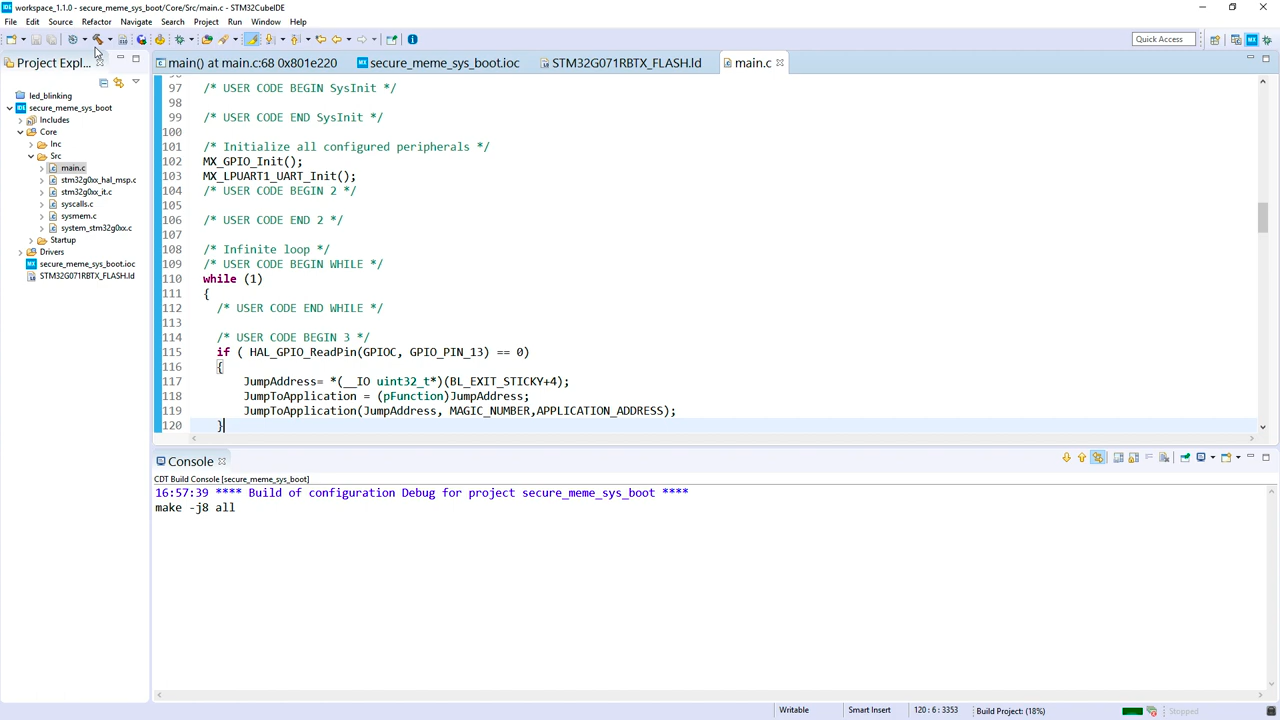 workspace_1.1.0 - secure_meme_sys_boot/Core/Src/main.c - STM32CubeIDE
File Edit Source Refactor Navigate Search Project Run Window Help
Quick Access
Project Expl...
main() at main.c:68 0x801e220
secure_meme_sys_boot.ioc
STM32G071RBTX_FLASH.ld
main.c
led_blinking
secure_meme_sys_boot
Includes
Core
Inc
Src
main.c
stm32g0xx_hal_msp.c
stm32g0xx_it.c
syscalls.c
sysmem.c
system_stm32g0xx.c
Startup
Drivers
secure_meme_sys_boot.ioc
STM32G071RBTX_FLASH.ld
97 /* USER CODE BEGIN SysInit */
98
99 /* USER CODE END SysInit */
100
101 /* Initialize all configured peripherals */
102 MX_GPIO_Init();
103 MX_LPUART1_UART_Init();
104 /* USER CODE BEGIN 2 */
105
106 /* USER CODE END 2 */
107
108 /* Infinite loop */
109 /* USER CODE BEGIN WHILE */
110 while (1)
111 {
112 /* USER CODE END WHILE */
113
114 /* USER CODE BEGIN 3 */
115 if ( HAL_GPIO_ReadPin(GPIOC, GPIO_PIN_13) == 0)
116 {
117 JumpAddress= *(__IO uint32_t*)(BL_EXIT_STICKY+4);
118 JumpToApplication = (pFunction)JumpAddress;
119 JumpToApplication(JumpAddress, MAGIC_NUMBER,APPLICATION_ADDRESS);
120 }
Console
CDT Build Console [secure_meme_sys_boot]
16:57:39 **** Build of configuration Debug for project secure_meme_sys_boot ****
make -j8 all
Writable
Smart Insert
120 : 6 : 3353
Build Project: (18%)
Stopped